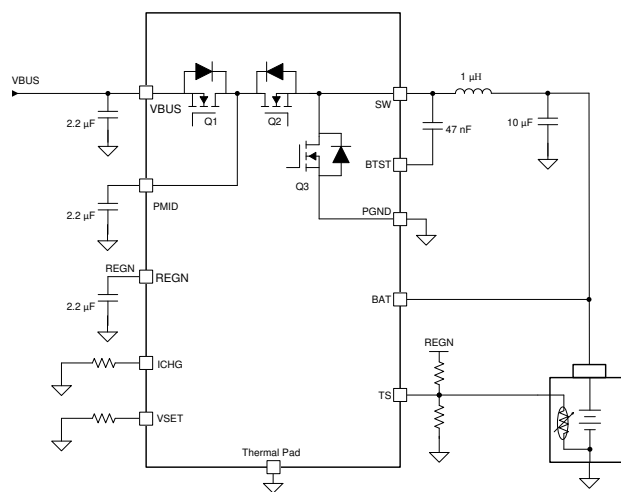 VBUS
2.2 µF
VBUS
Q1
Q2
SW
1 µH
10 µF
47 nF
BTST
Q3
PGND
2.2 µF
PMID
REGN
REGN
2.2 µF
BAT
REGN
ICHG
TS
VSET
Thermal Pad